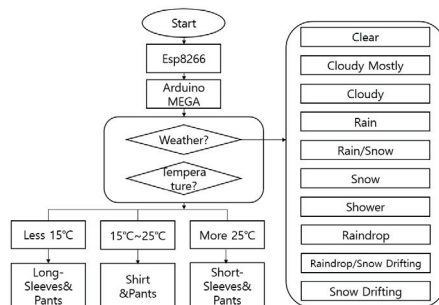 Start
Esp8266
Arduino
MEGA
Weather?
Tempera
ture?
Less 15℃
15℃~25℃
More 25℃
Long-
Sleeves&
Pants
Shirt
&Pants
Short-
Sleeves&
Pants
Clear
Cloudy Mostly
Cloudy
Rain
Rain/Snow
Snow
Shower
Raindrop
Raindrop/Snow Drifting
Snow Drifting